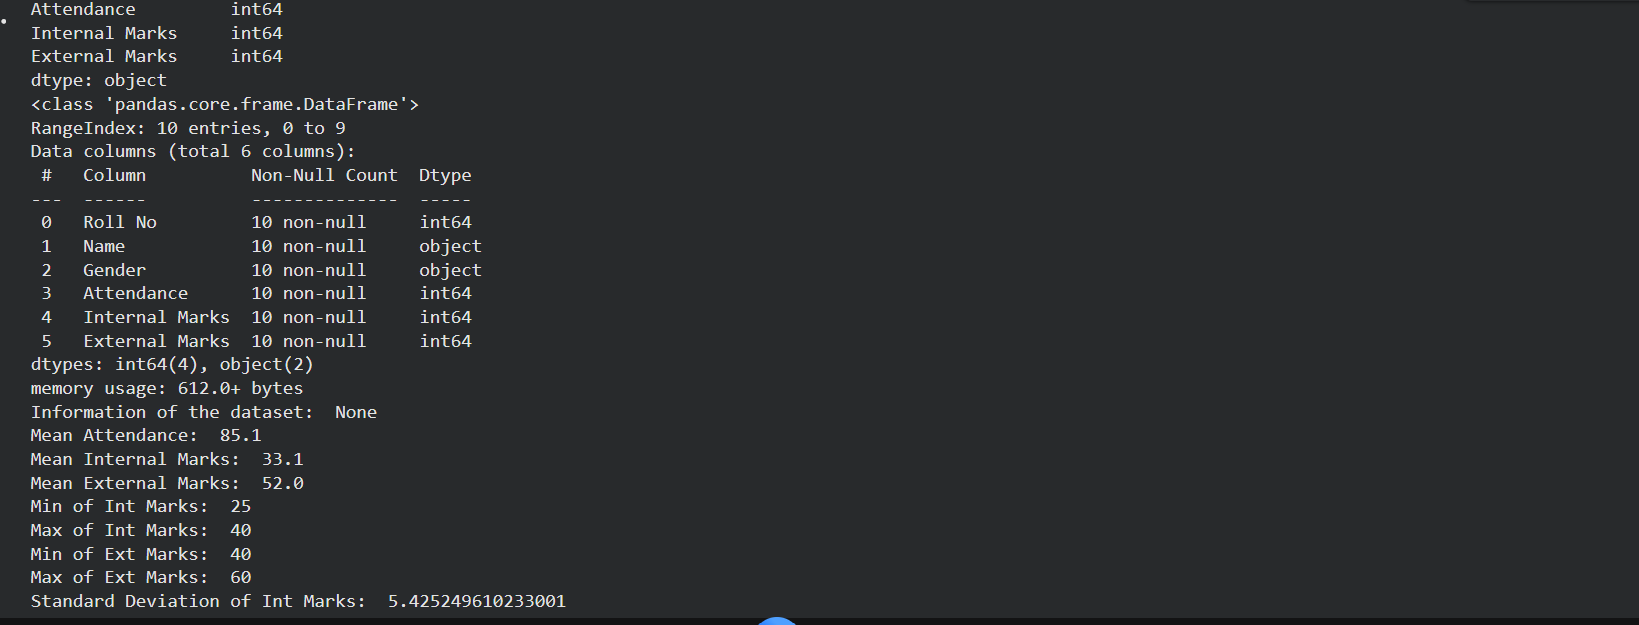 Attendance         int64
Internal Marks     int64
External Marks     int64
dtype: object
<class 'pandas.core.frame.DataFrame'>
RangeIndex: 10 entries, 0 to 9
Data columns (total 6 columns):
 #   Column          Non-Null Count  Dtype
---  ------          --------------  -----
 0   Roll No         10 non-null     int64
 1   Name            10 non-null     object
 2   Gender          10 non-null     object
 3   Attendance      10 non-null     int64
 4   Internal Marks  10 non-null     int64
 5   External Marks  10 non-null     int64
dtypes: int64(4), object(2)
memory usage: 612.0+ bytes
Information of the dataset:  None
Mean Attendance:  85.1
Mean Internal Marks:  33.1
Mean External Marks:  52.0
Min of Int Marks:  25
Max of Int Marks:  40
Min of Ext Marks:  40
Max of Ext Marks:  60
Standard Deviation of Int Marks:  5.425249610233001